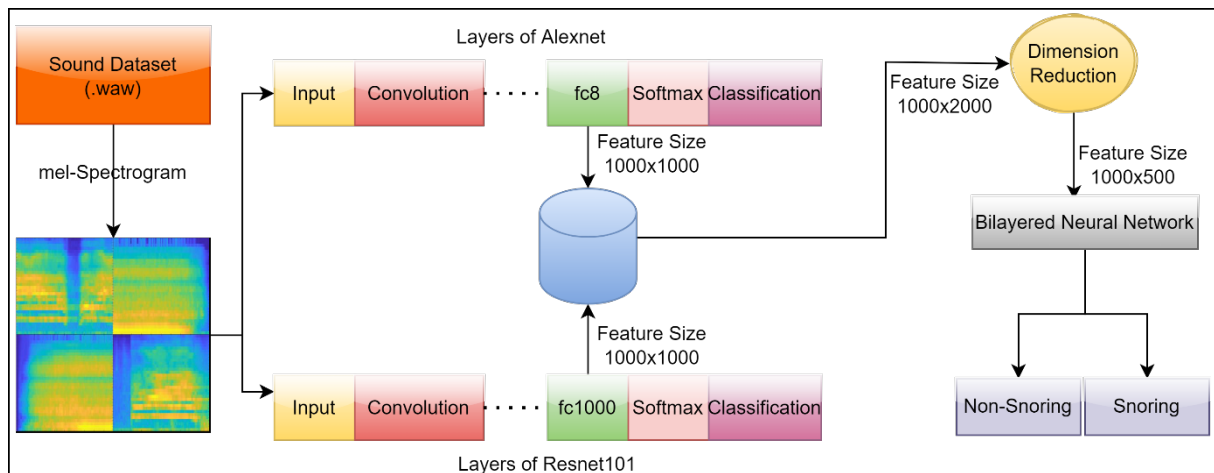 Sound Dataset
(.waw)
mel-Spectrogram
Layers of Alexnet
Input
Convolution
fc8
Softmax
Classification
Feature Size
1000x1000
Feature Size
1000x1000
Input
Convolution
fc1000
Softmax
Classification
Layers of Resnet101
Feature Size
1000x2000
Dimension
Reduction
Feature Size
1000x500
Bilayered Neural Network
Non-Snoring
Snoring